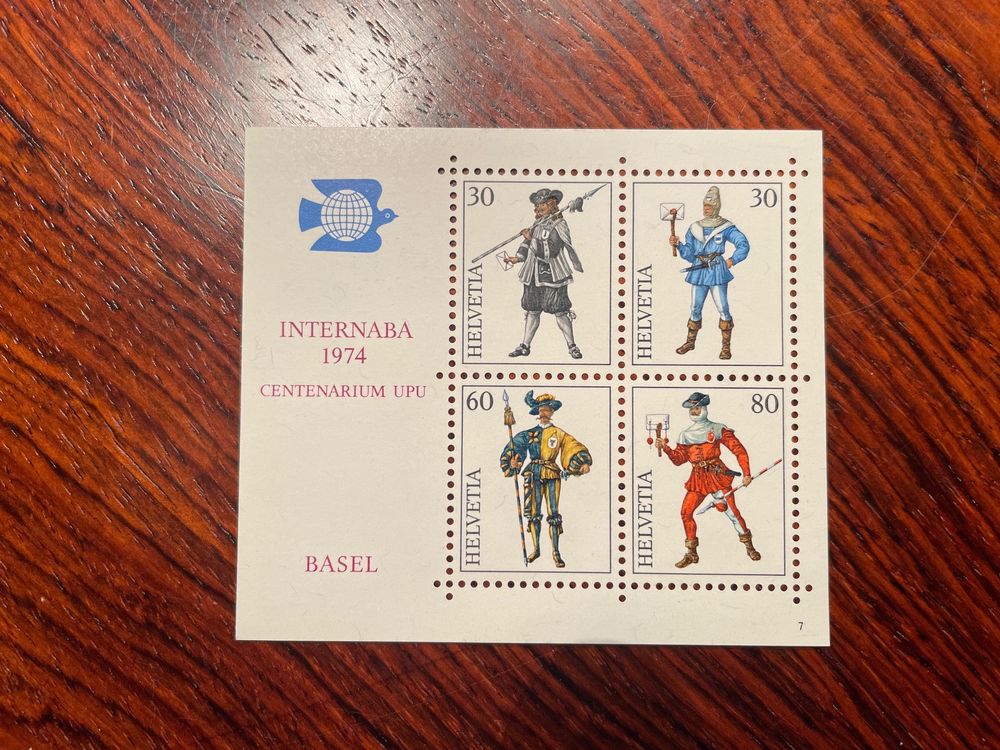 INTERNABA
1974
CENTENARIUM UPU
BASEL
30
HELVETIA
30
HELVETIA
60
HELVETIA
80
HELVETIA
7